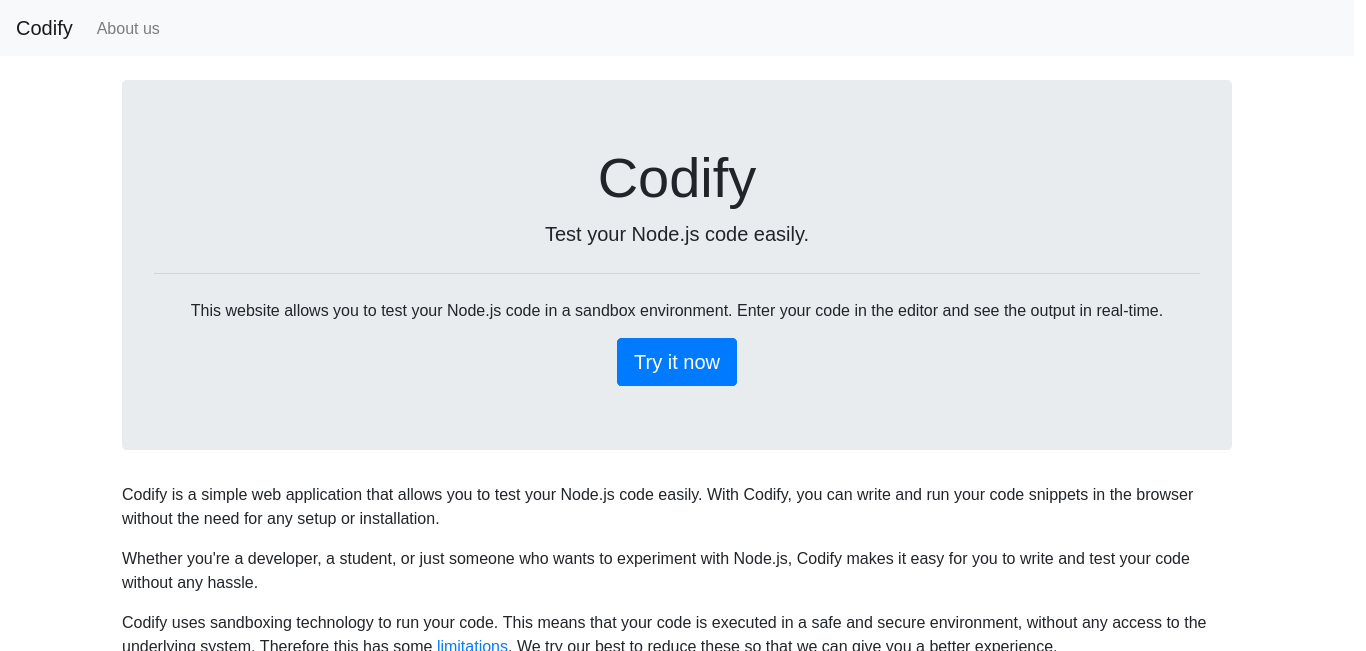 Codify About us
Codify
Test your Node.js code easily.
This website allows you to test your Node.js code in a sandbox environment. Enter your code in the editor and see the output in real-time.
Try it now
Codify is a simple web application that allows you to test your Node.js code easily. With Codify, you can write and run your code snippets in the browser
without the need for any setup or installation.
Whether you're a developer, a student, or just someone who wants to experiment with Node.js, Codify makes it easy for you to write and test your code
without any hassle.
Codify uses sandboxing technology to run your code. This means that your code is executed in a safe and secure environment, without any access to the
underlying system. Therefore this has some limitations. We try our best to reduce these so that we can give you a better experience.